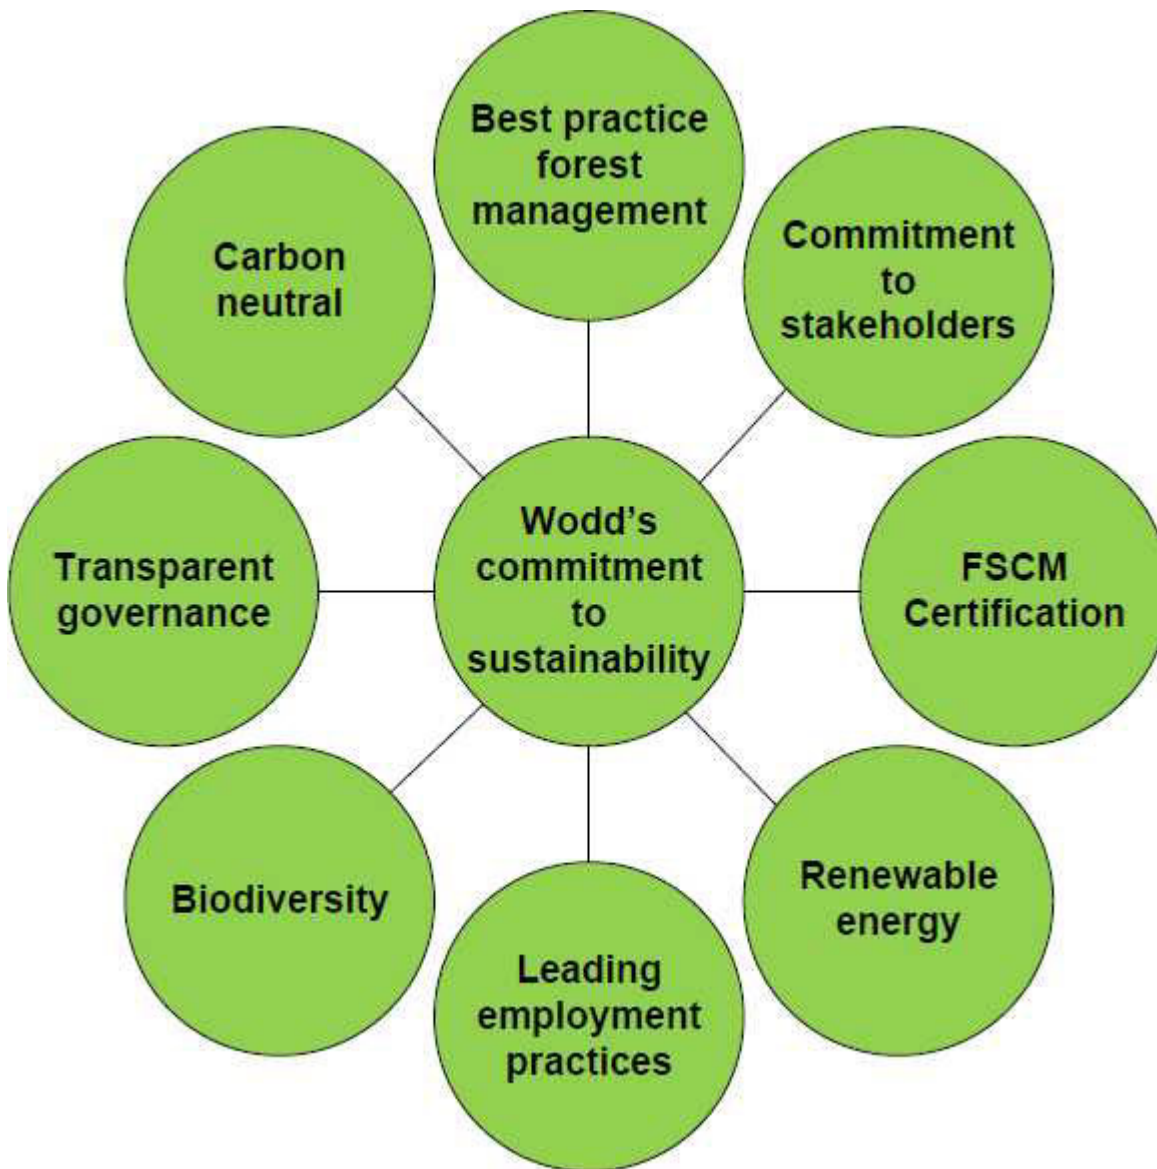 Best practice
forest
management
Commitment
to
stakeholders
FSCM
Certification
Renewable
energy
Leading
employment
practices
Biodiversity
Transparent
governance
Carbon
neutral
Wodd’s
commitment
to
sustainability